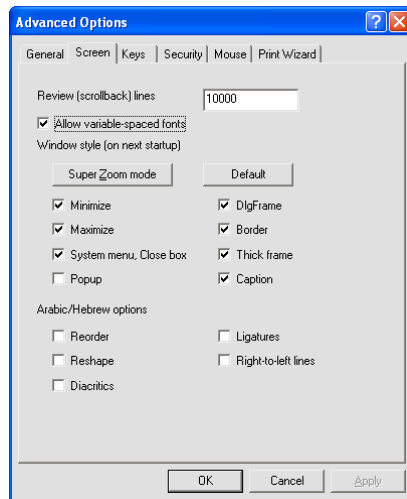 Advanced Options
General Screen Keys Security Mouse Print Wizard
Review (scrollback) lines 10000
Allow variable-spaced fonts
Window style (on next startup)
Super Zoom mode Default
Minimize DlgFrame
Maximize Border
System menu, Close box Thick frame
Popup Caption
Arabic/Hebrew options
Reorder Ligatures
Reshape Right-to-left lines
Diacritics
OK Cancel Apply